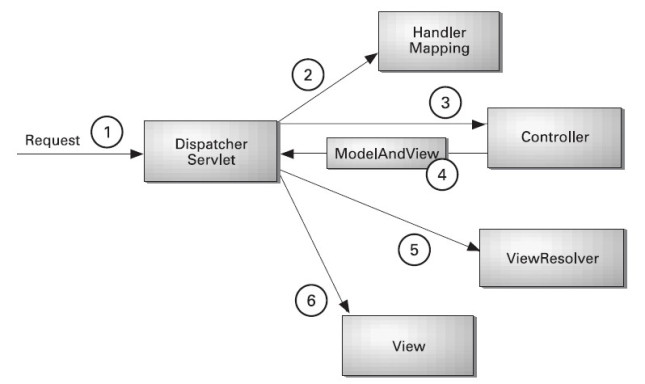 Handler
Mapping
2
3
1
Request
Dispatcher
Servlet
Controller
ModelAndView
4
5
ViewResolver
6
View